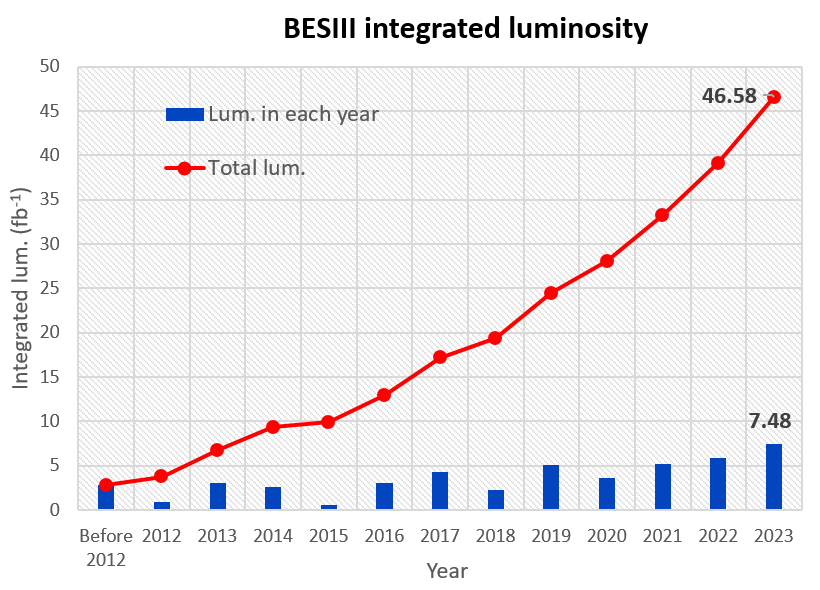 BESIII integrated luminosity
50
45
40
35
30
25
20
15
10
5
0
Integrated lum. (fb⁻¹)
Lum. in each year
Total lum.
46.58
7.48
Before 2012 2013 2014 2015 2016 2017 2018 2019 2020 2021 2022 2023
2012
Year